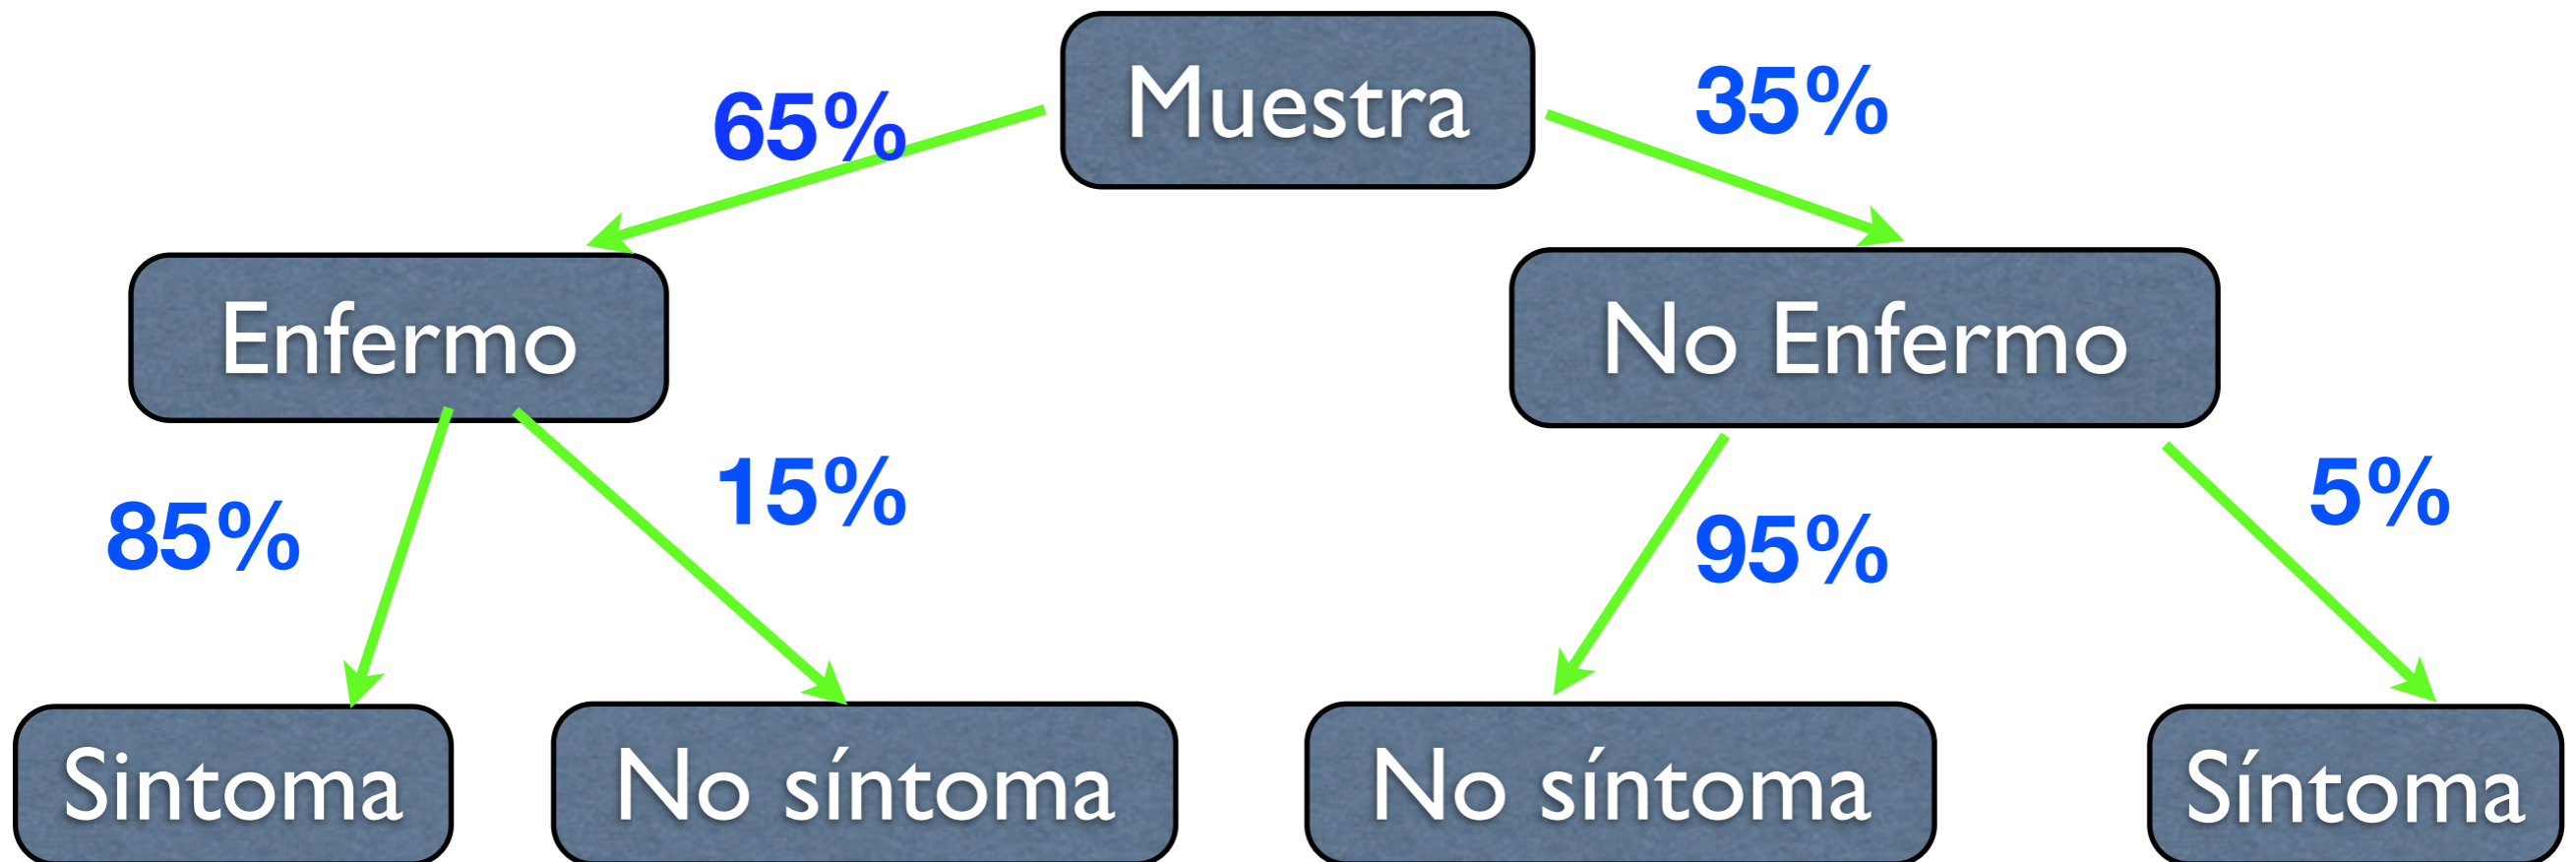 Muestra
65%
35%
Enfermo
No Enfermo
85%
15%
95%
5%
Sintoma
No síntoma
No síntoma
Síntoma